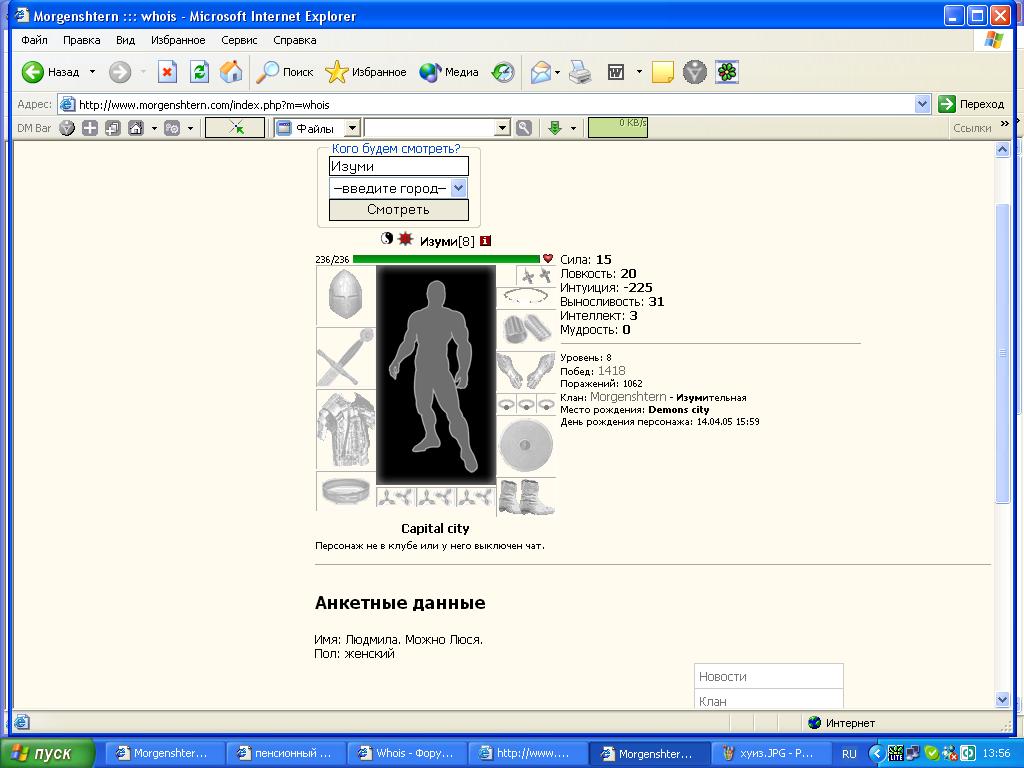 Morgenshtern ::: whois - Microsoft Internet Explorer
Файл Правка Вид Избранное Сервис Справка
Назад Поиск Избранное Медиа
Адрес: http://www.morgenshtern.com/index.php?m=whois Переход
DM Bar Файлы 0 KB/s Ссылки »
Кого будем смотреть?
Изуми
--введите город--
Смотреть
Изуми[8]
236/236
Сила: 15
Ловкость: 20
Интуиция: -225
Выносливость: 31
Интеллект: 3
Мудрость: 0
Уровень: 8
Побед: 1418
Поражений: 1062
Клан: Morgenshtern - Изумительная
Место рождения: Demons city
День рождения персонажа: 14.04.05 15:59
Capital city
Персонаж не в клубе или у него выключен чат.
Анкетные данные
Имя: Людмила. Можно Люся.
Пол: женский
Новости
Клан
Интернет
пуск Morgenshter... пенсионный ... Whois - Фору... http://www.... Morgenshter... хуиз.JPG - P... RU LITE 13:56